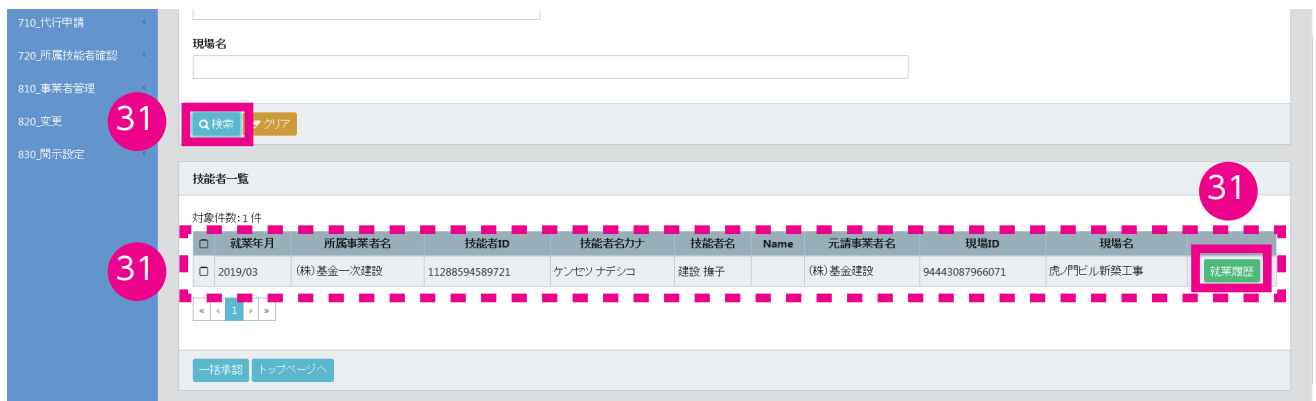 710_代行申請
720_所属技能者確認
810_事業者管理
820_変更
830_開示設定
現場名
31
検索 クリア
技能者一覧
31
対象件数:1件
就業年月 所属事業者名 技能者ID 技能者名カナ 技能者名 Name 元請事業者名 現場ID 現場名
31
2019/03 (株)基金一次建設 11288594589721 ケンセツ ナデシコ 建設 撫子 (株)基金建設 94443087966071 虎ノ門ビル新築工事 就業履歴
« ‹ 1 › »
一括承認 トップページへ